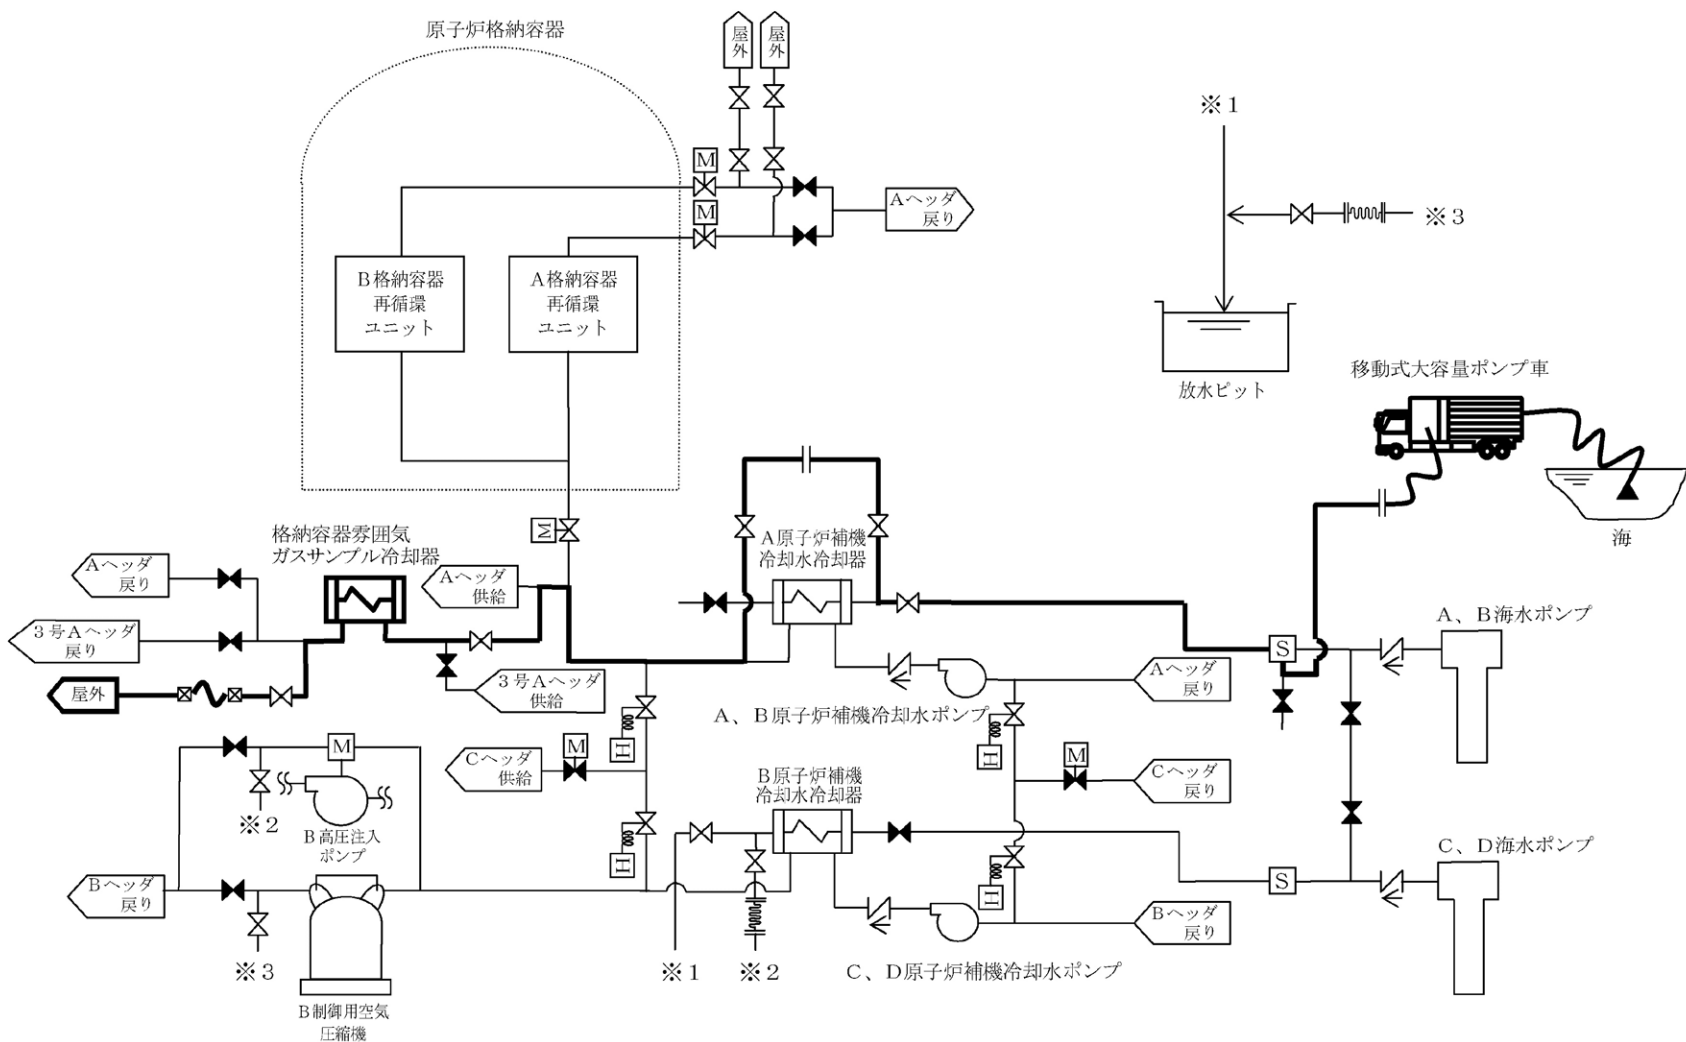 原子炉格納容器
屋外
屋外
※1
M
M
Aヘッダ
戻り
※3
B格納容器
再循環
ユニット
A格納容器
再循環
ユニット
放水ピット
移動式大容量ポンプ車
海
M
格納容器雰囲気
ガスサンプル冷却器
A原子炉補機
冷却水冷却器
Aヘッダ
戻り
Aヘッダ
供給
3号Aヘッダ
戻り
屋外
3号Aヘッダ
供給
S
A、B海水ポンプ
Aヘッダ
戻り
A、B原子炉補機冷却水ポンプ
H
H
M
Cヘッダ
供給
M
M
Cヘッダ
戻り
B原子炉補機
冷却水冷却器
※2
B高圧注入
ポンプ
H
H
C、D海水ポンプ
S
Bヘッダ
戻り
Bヘッダ
戻り
※3
※1
※2
C、D原子炉補機冷却水ポンプ
B制御用空気
圧縮機